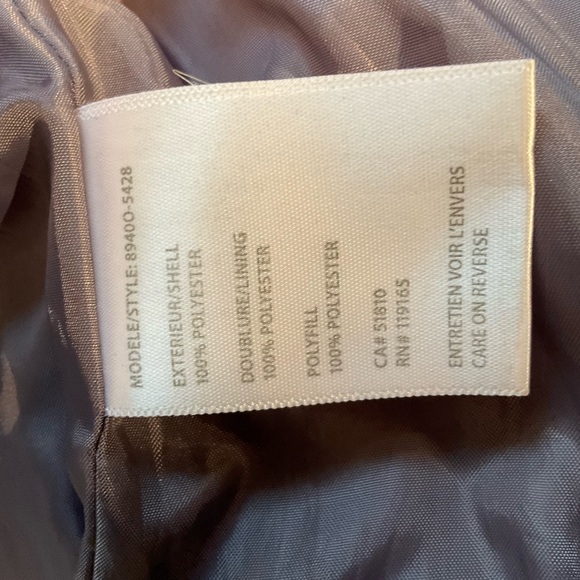 MODELE/STYLE: 8940O-5428
EXTERIEUR/SHELL
100% POLYESTER
DOUBLURE/LINING
100% POLYESTER
POLYFILL
100% POLYESTER
CA# 51810
RN# 119165
ENTRETIEN VOIR L'ENVERS
CARE ON REVERSE